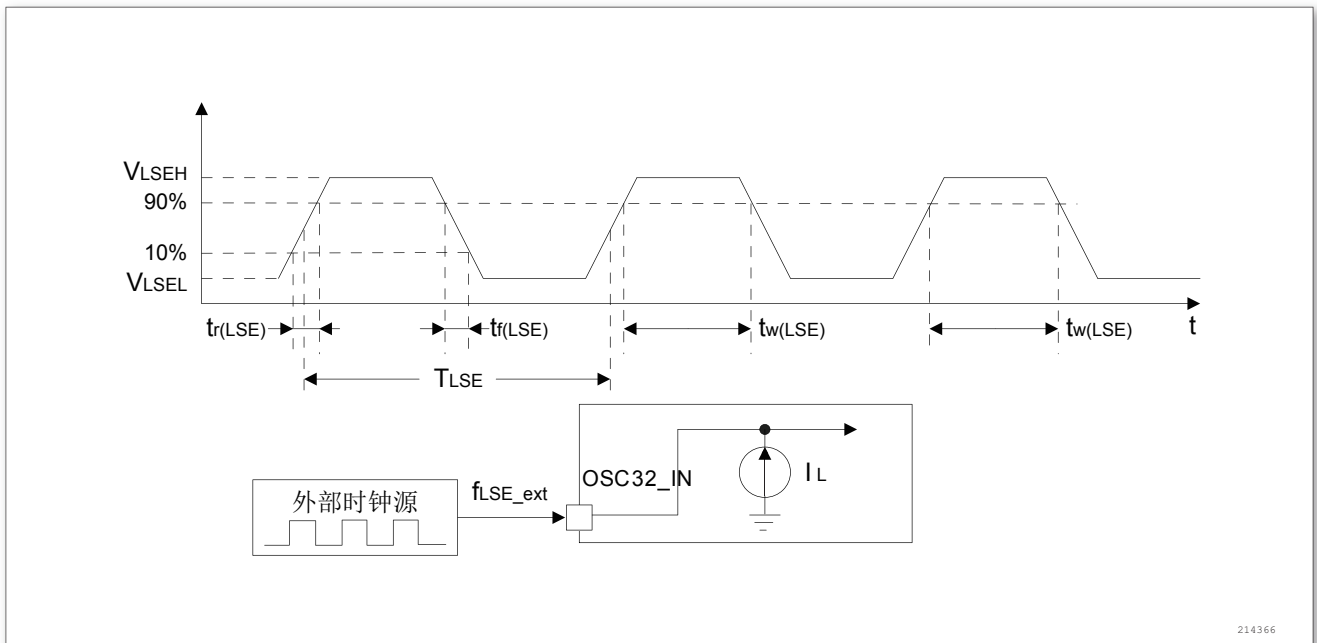 VLSEH
90%
10%
VLSEL
tr(LSE)
tf(LSE)
tw(LSE)
tw(LSE)
t
TLSE
外部时钟源
fLSE_ext
OSC32_IN
IL
214366